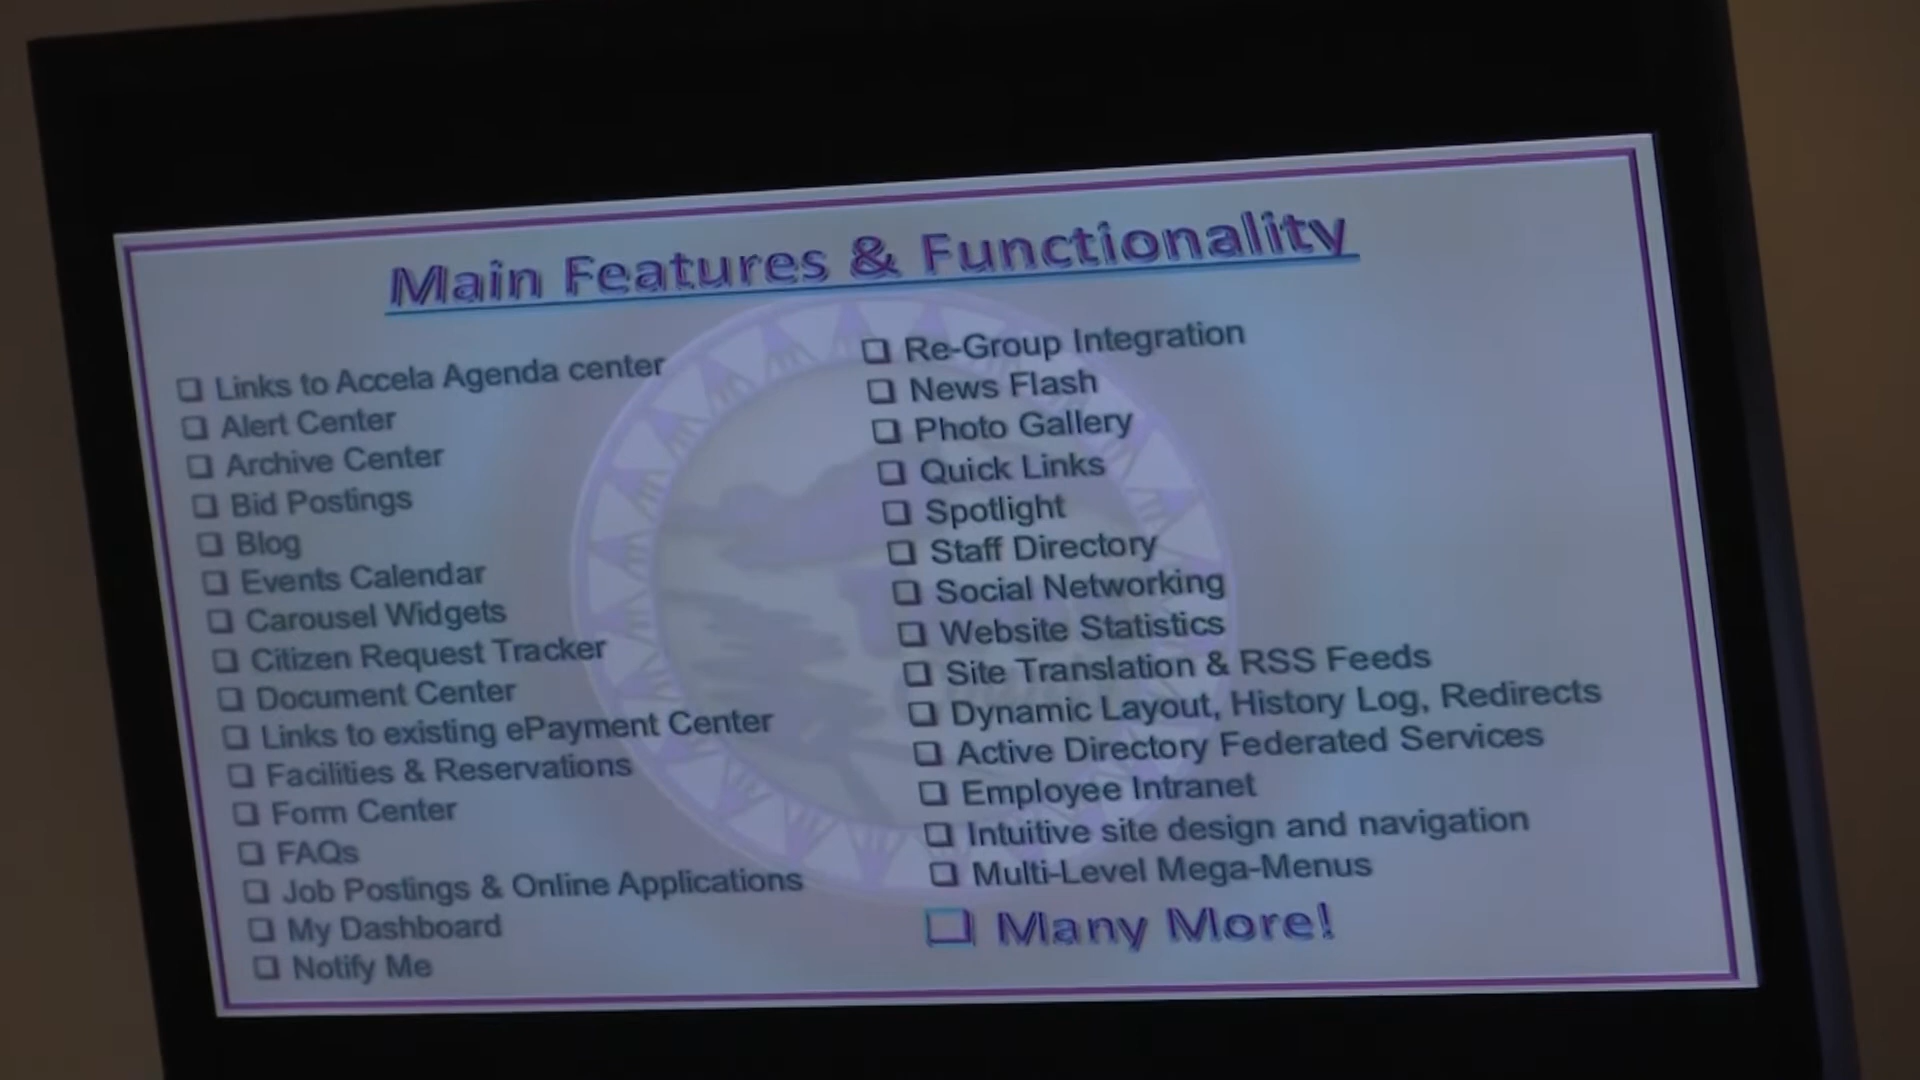 Main Features & Functionality
❑ Links to Accela Agenda center
❑ Alert Center
❑ Archive Center
❑ Bid Postings
❑ Blog
❑ Events Calendar
❑ Carousel Widgets
❑ Citizen Request Tracker
❑ Document Center
❑ Links to existing ePayment Center
❑ Facilities & Reservations
❑ Form Center
❑ FAQs
❑ Job Postings & Online Applications
❑ My Dashboard
❑ Notify Me
❑ Re-Group Integration
❑ News Flash
❑ Photo Gallery
❑ Quick Links
❑ Spotlight
❑ Staff Directory
❑ Social Networking
❑ Website Statistics
❑ Site Translation & RSS Feeds
❑ Dynamic Layout, History Log, Redirects
❑ Active Directory Federated Services
❑ Employee Intranet
❑ Intuitive site design and navigation
❑ Multi-Level Mega-Menus
❑ Many More!